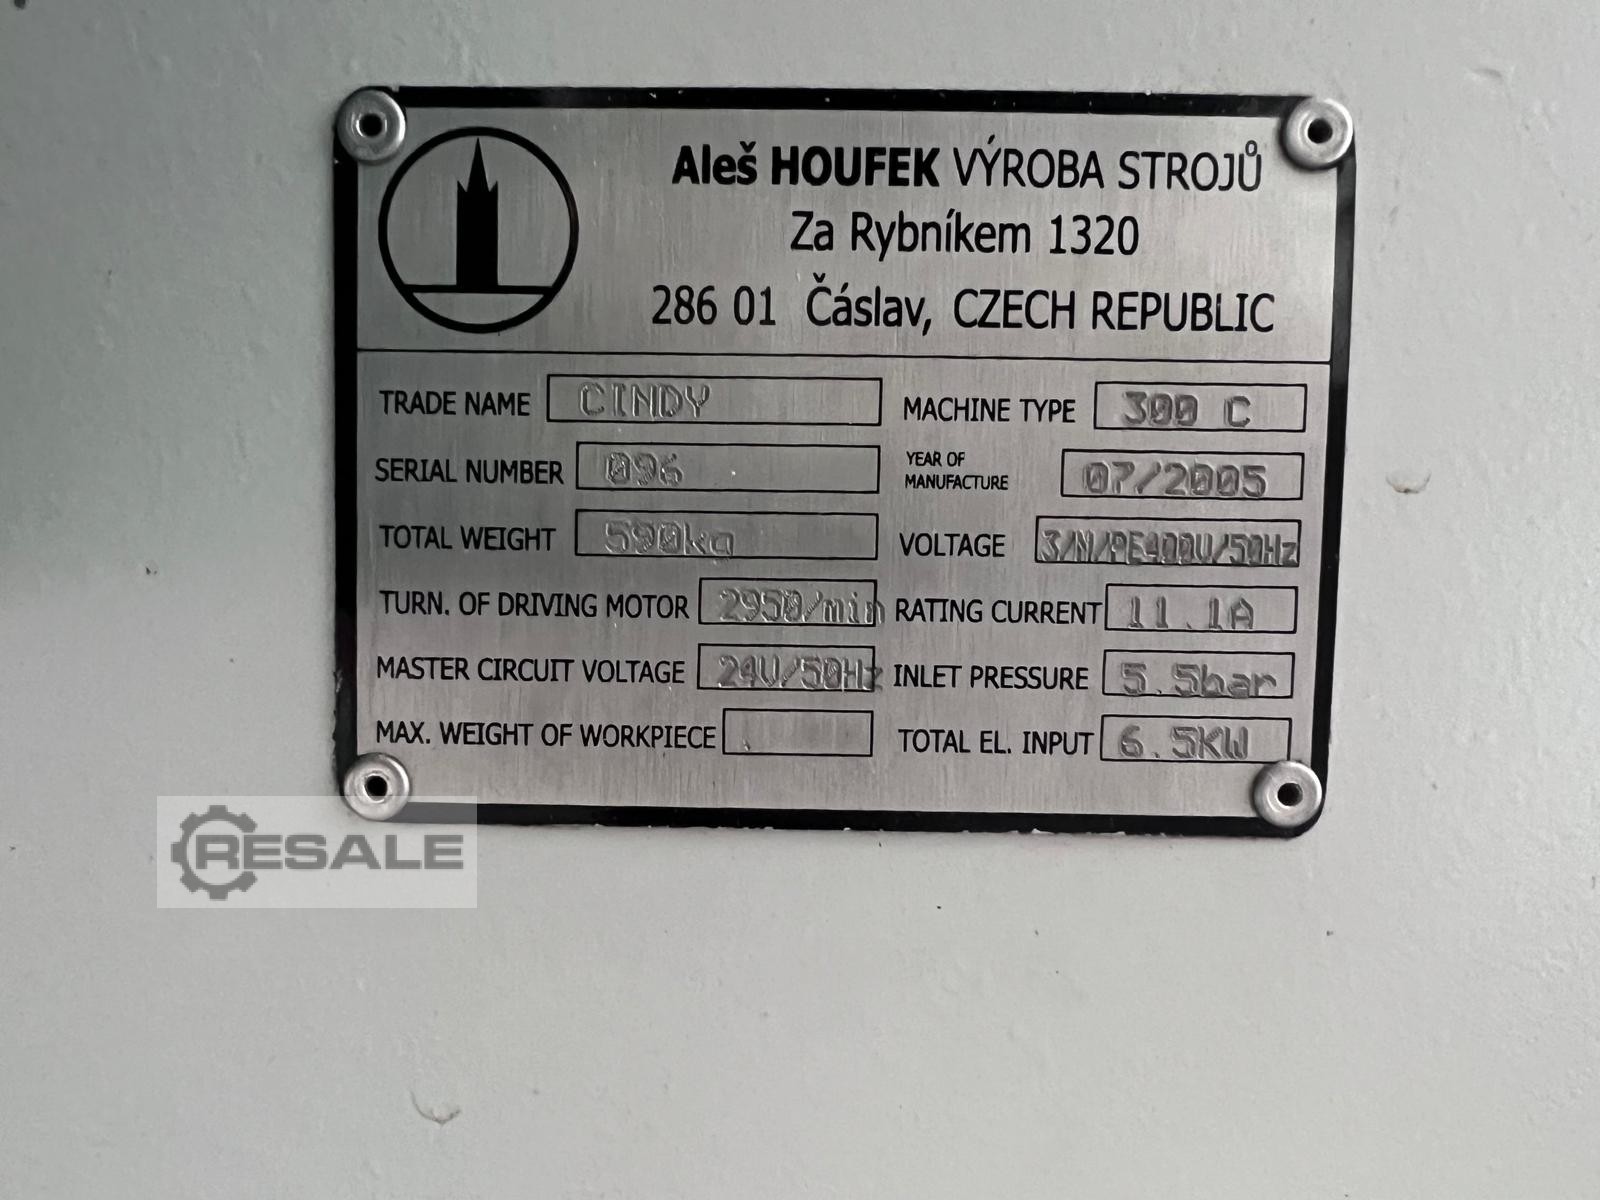 Aleš HOUFEK VÝROBA STROJŮ
Za Rybníkem 1320
286 01 Čáslav, CZECH REPUBLIC
TRADE NAME CINDY MACHINE TYPE 300 C
SERIAL NUMBER 096 YEAR OF MANUFACTURE 07/2005
TOTAL WEIGHT 590kg VOLTAGE 3/N/PE400V/50Hz
TURN. OF DRIVING MOTOR 2950/min RATING CURRENT 11.1A
MASTER CIRCUIT VOLTAGE 24V/50Hz INLET PRESSURE 5.5bar
MAX. WEIGHT OF WORKPIECE TOTAL EL. INPUT 6.5KW
RESALE